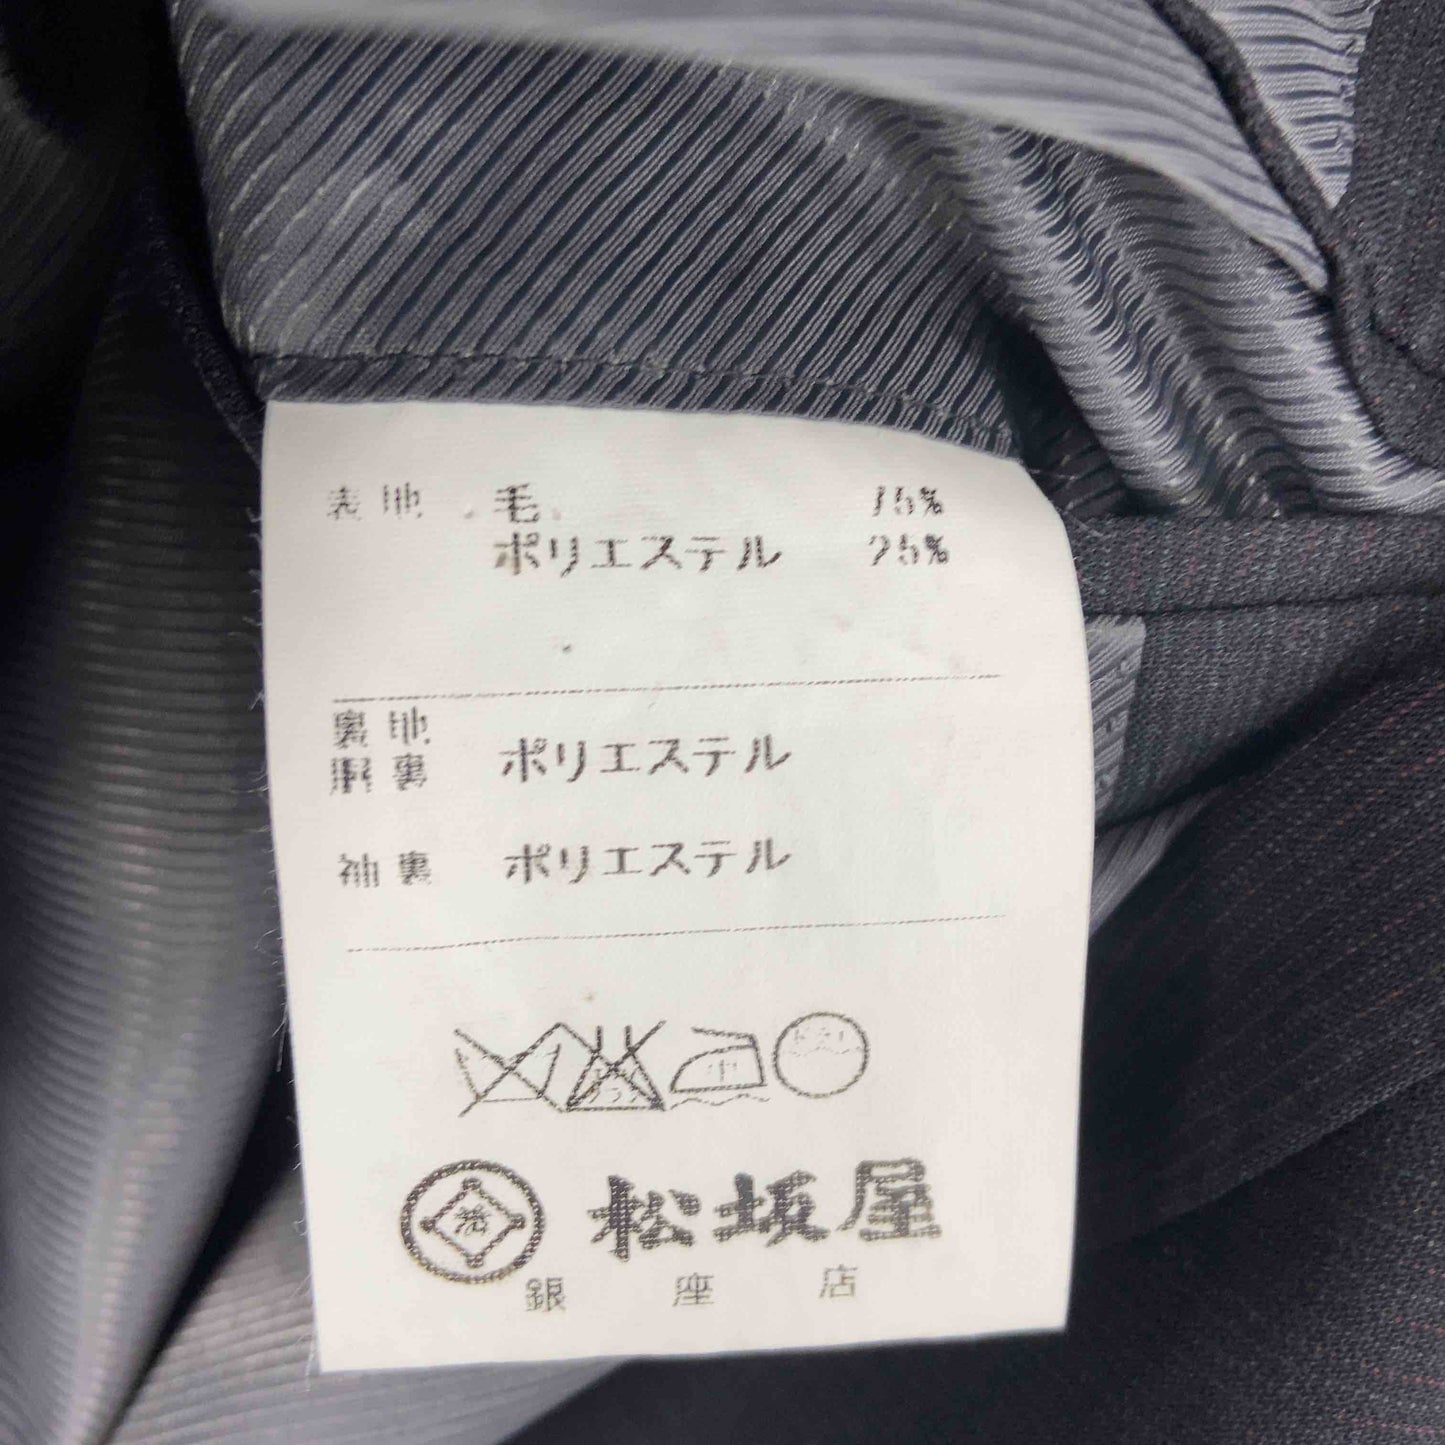 表地 毛 75%
ポリエステル 25%
裏地
胴裏 ポリエステル
袖裏 ポリエステル
中
松坂屋
銀座店